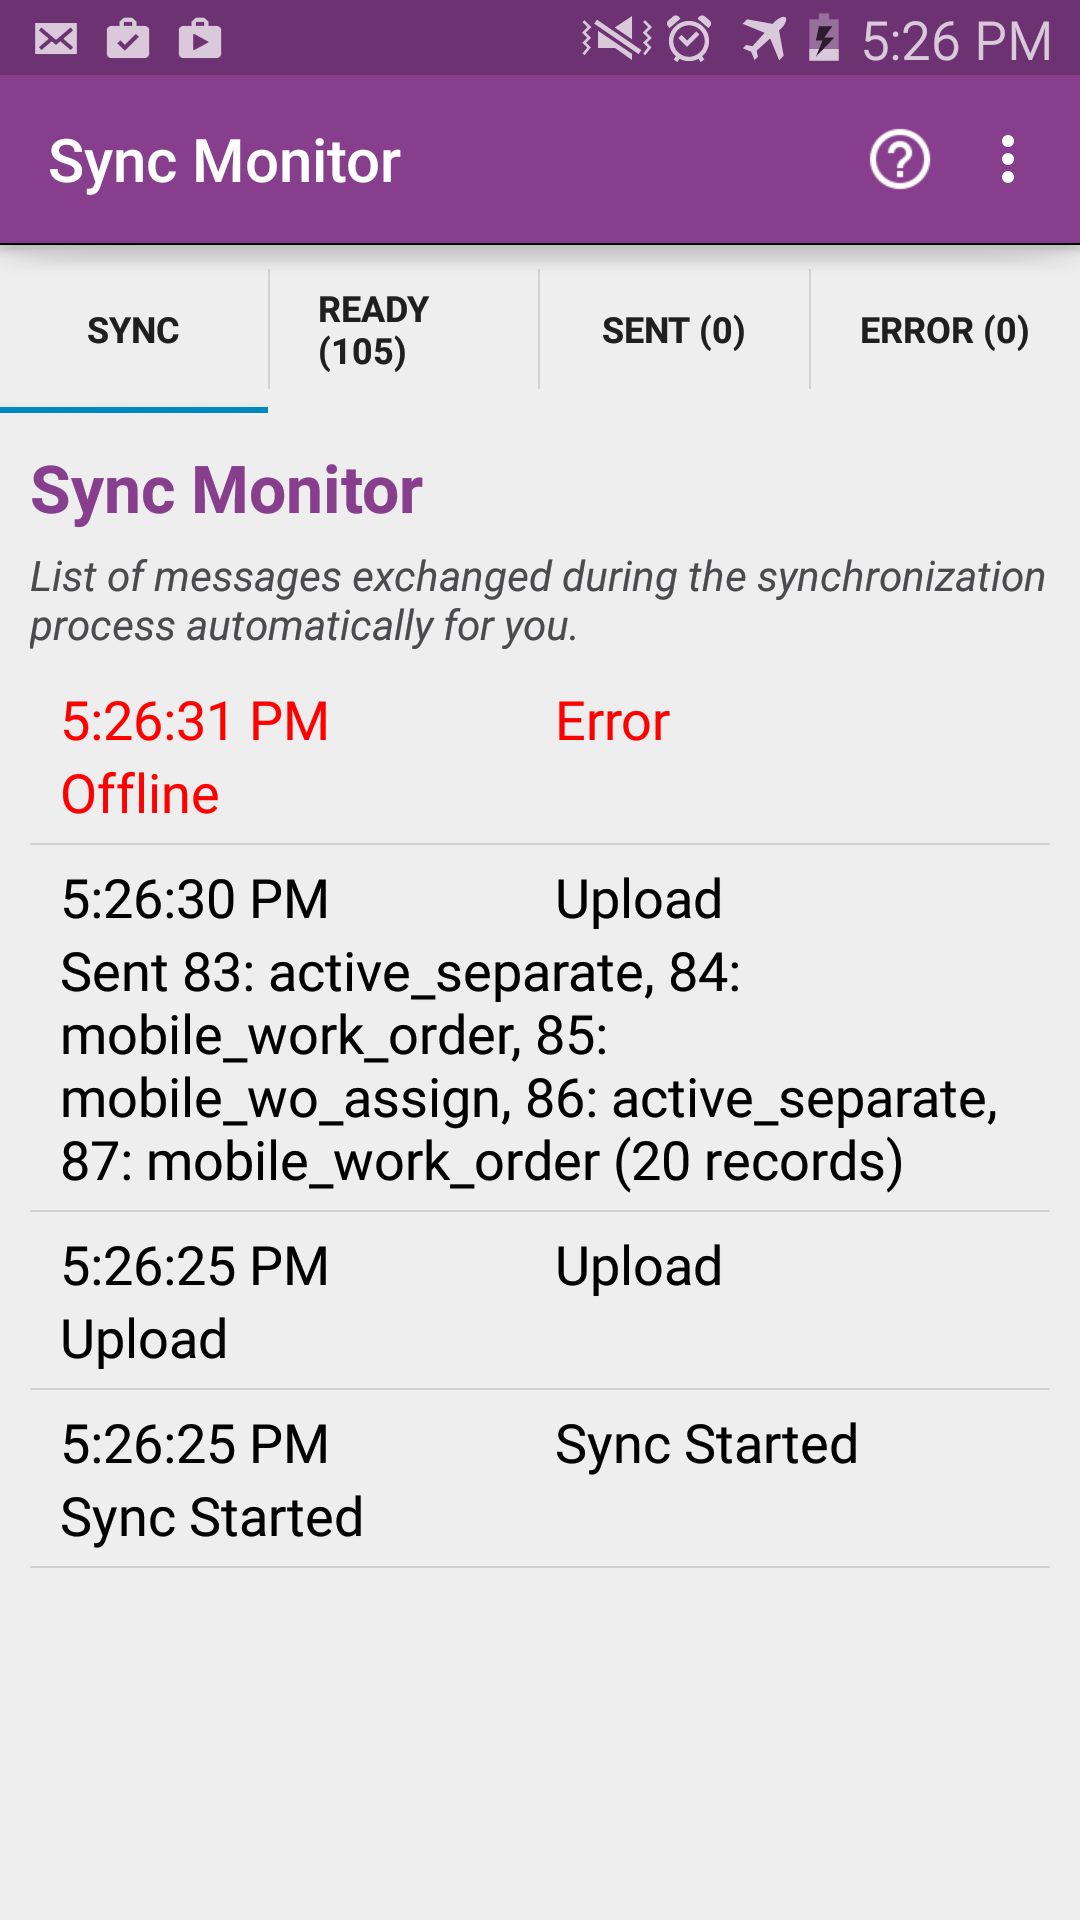 5:26 PM
Sync Monitor
SYNC
READY
(105)
SENT (0)
ERROR (0)
Sync Monitor
List of messages exchanged during the synchronization
process automatically for you.
5:26:31 PM Error
Offline
5:26:30 PM Upload
Sent 83: active_separate, 84:
mobile_work_order, 85:
mobile_wo_assign, 86: active_separate,
87: mobile_work_order (20 records)
5:26:25 PM Upload
Upload
5:26:25 PM Sync Started
Sync Started